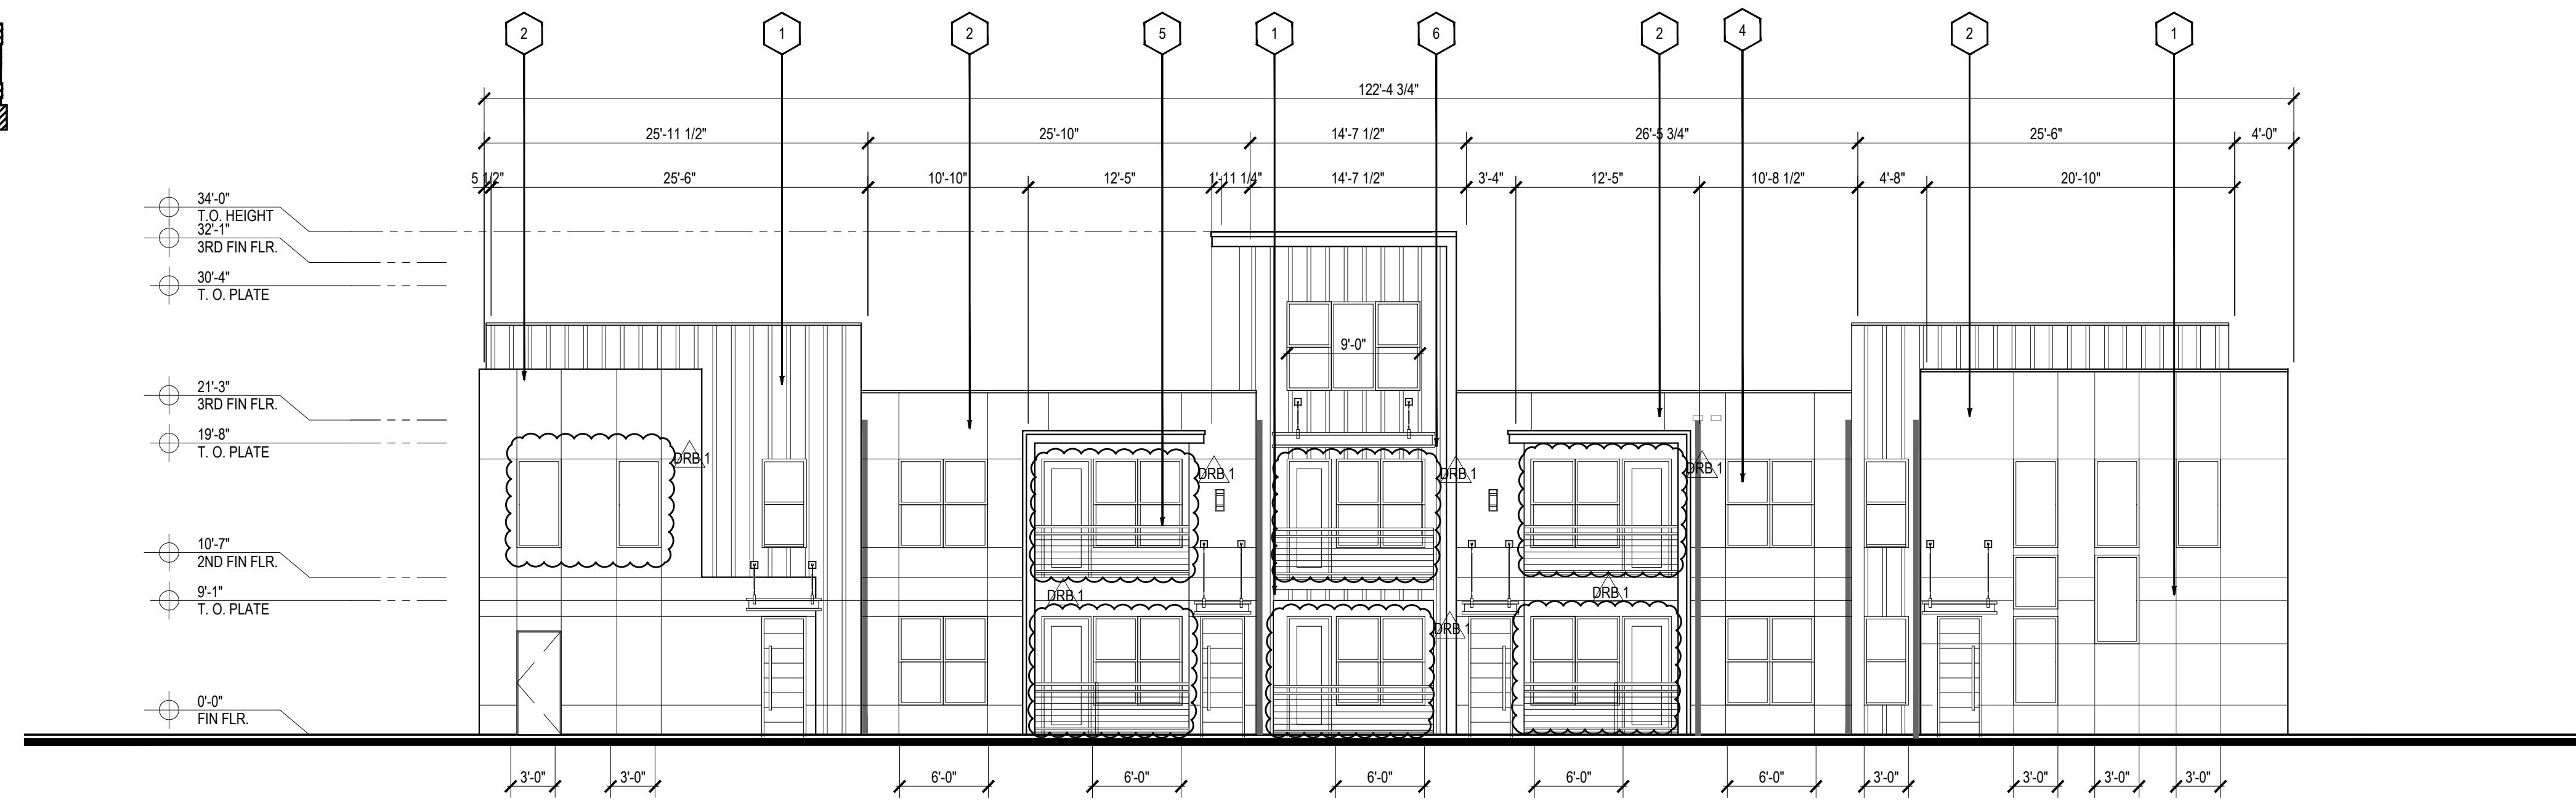 2 1 2 5 1 6 2 4 2 1
122'-4 3/4"
25'-11 1/2" 25'-10" 14'-7 1/2" 26'-5 3/4" 25'-6" 4'-0"
5 1/2" 25'-6" 10'-10" 12'-5" 1'-11 1/4" 14'-7 1/2" 3'-4" 12'-5" 10'-8 1/2" 4'-8" 20'-10"
34'-0"
T.O. HEIGHT
32'-1"
3RD FIN FLR.
30'-4"
T. O. PLATE
9'-0"
21'-3"
3RD FIN FLR.
19'-8"
T. O. PLATE
DRB 1 DRB 1 DRB 1 DRB 1
10'-7"
2ND FIN FLR.
9'-1"
T. O. PLATE
DRB 1 DRB 1
DRB 1
0'-0"
FIN FLR.
3'-0" 3'-0" 6'-0" 6'-0" 6'-0" 6'-0" 6'-0" 3'-0" 3'-0" 3'-0" 3'-0"